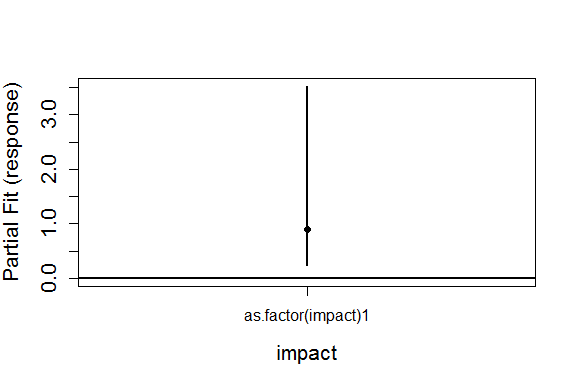 Partial Fit (response)
3.0
2.0
1.0
0.0
as.factor(impact)1
impact